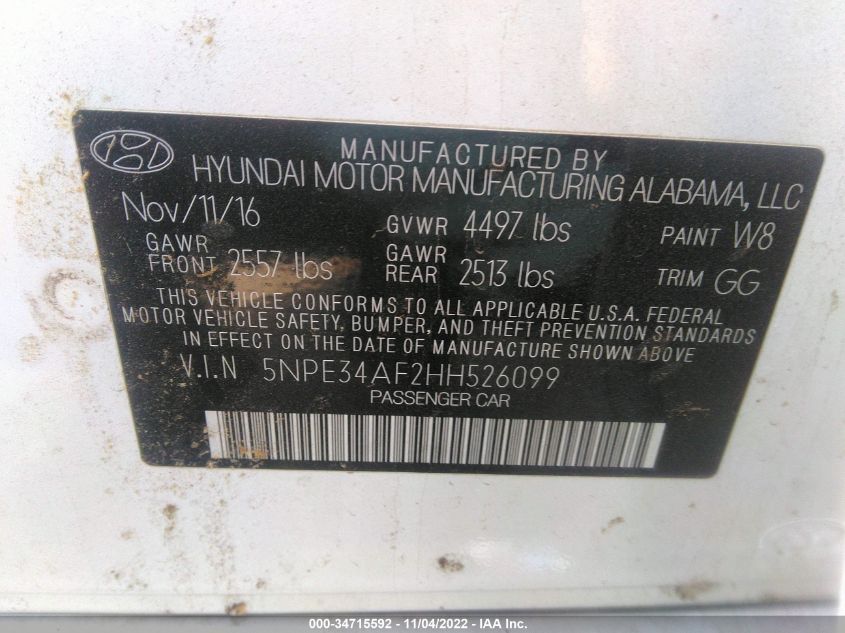 MANUFACTURED BY
HYUNDAI MOTOR MANUFACTURING ALABAMA, LLC
Nov/11/16 GVWR 4497 lbs PAINT W8
GAWR FRONT 2557 lbs GAWR REAR 2513 lbs TRIM GG
THIS VEHICLE CONFORMS TO ALL APPLICABLE U.S.A. FEDERAL
MOTOR VEHICLE SAFETY, BUMPER, AND THEFT PREVENTION STANDARDS
IN EFFECT ON THE DATE OF MANUFACTURE SHOWN ABOVE.
V.I.N 5NPE34AF2HH526099
PASSENGER CAR
000-34715592 - 11/04/2022 - IAA Inc.